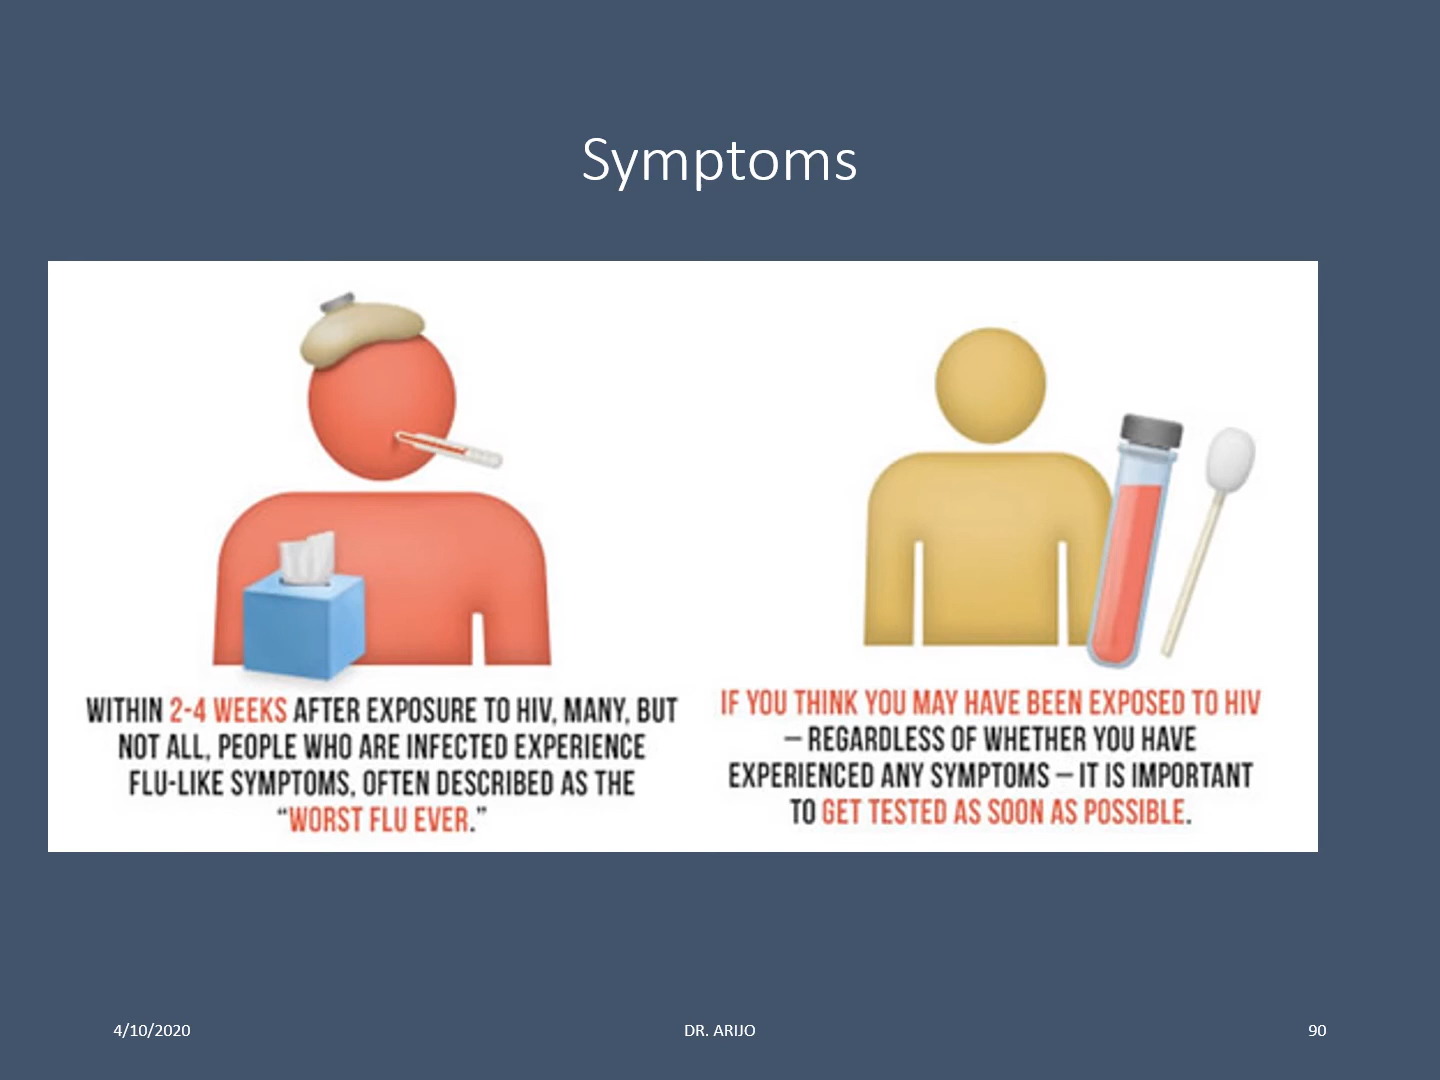 Symptoms
WITHIN 2-4 WEEKS AFTER EXPOSURE TO HIV, MANY, BUT
NOT ALL, PEOPLE WHO ARE INFECTED EXPERIENCE
FLU-LIKE SYMPTOMS, OFTEN DESCRIBED AS THE
“WORST FLU EVER.”
IF YOU THINK YOU MAY HAVE BEEN EXPOSED TO HIV
– REGARDLESS OF WHETHER YOU HAVE
EXPERIENCED ANY SYMPTOMS – IT IS IMPORTANT
TO GET TESTED AS SOON AS POSSIBLE.
4/10/2020
DR. ARIJO
90